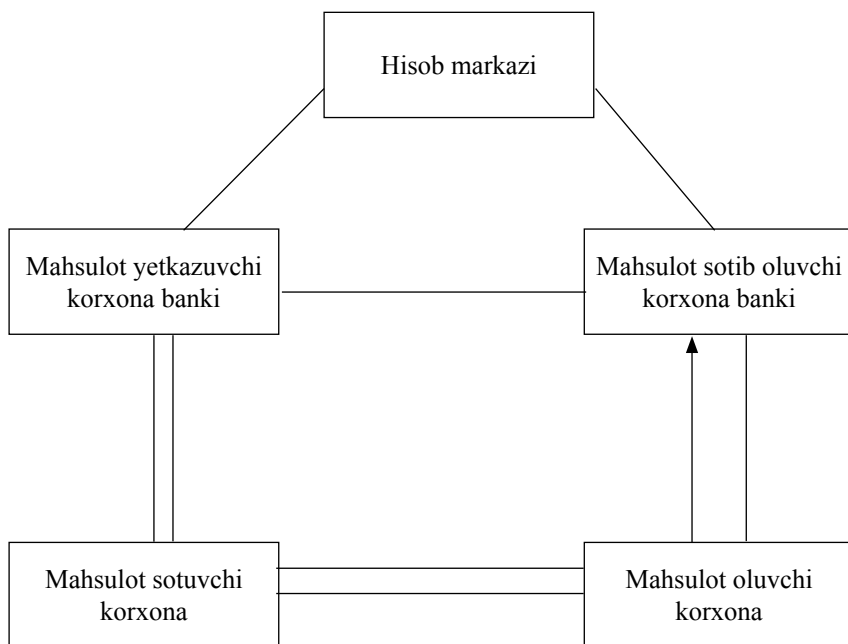 Hisob markazi
Mahsulot yetkazuvchi
korxona banki
Mahsulot sotib oluvchi
korxona banki
Mahsulot sotuvchi
korxona
Mahsulot oluvchi
korxona